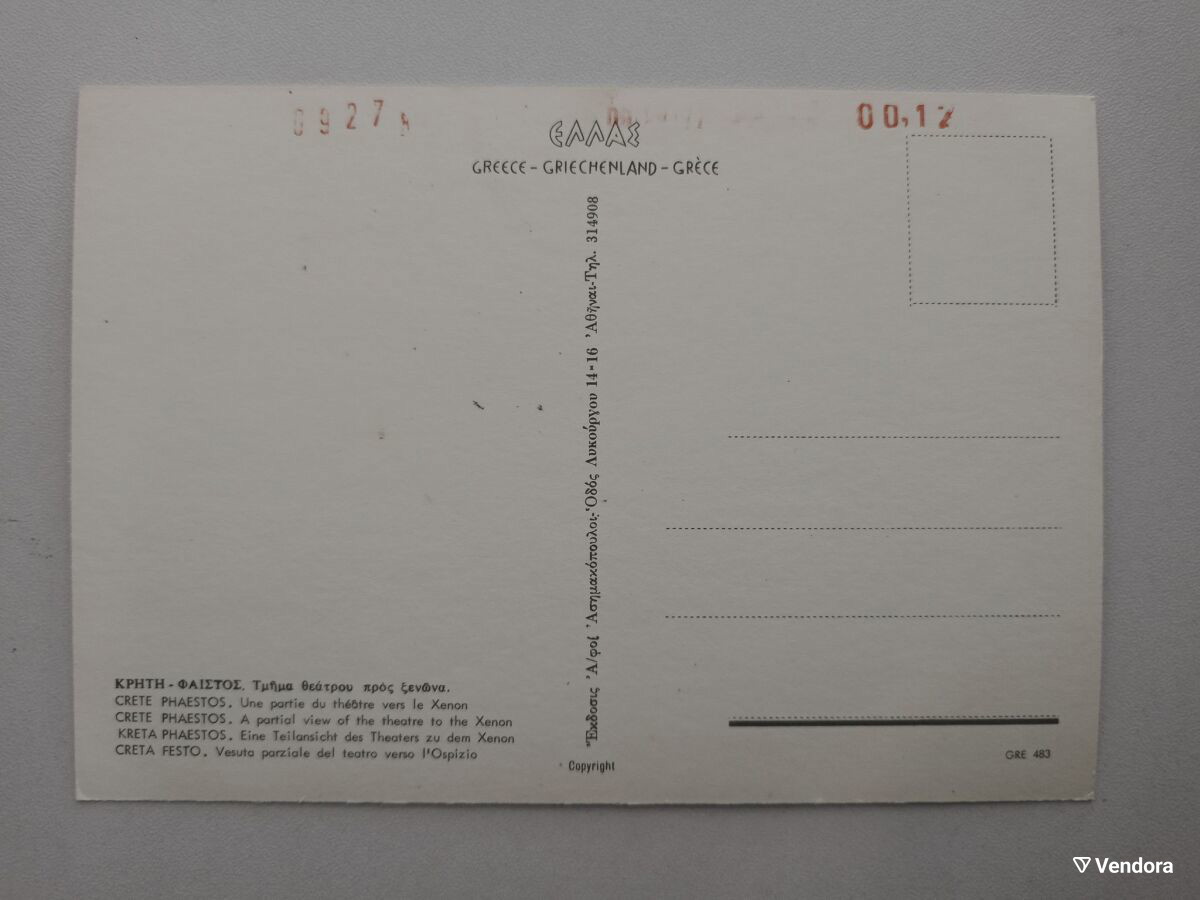 0927
00,12
ΕΛΛΑΣ
GREECE – GRIECHENLAND – GRÈCE
Ἔκδοσις Ἀ/φοὶ Ἀσημακόπουλοι-Ὁδός Λυκούργου 14-16 Ἀθῆναι-Τηλ. 314908
ΚΡΗΤΗ - ΦΑΙΣΤΟΣ. Τμῆμα θεάτρου πρὸς ξενῶνα.
CRETE PHAESTOS. Une partie du théâtre vers le Xenon
CRETE PHAESTOS. A partial view of the theatre to the Xenon
KRETA PHAESTOS. Eine Teilansicht des Theaters zu dem Xenon
CRETA FESTO. Vesuta parziale del teatro verso l'Ospizio
Copyright
GRE 483
Vendora